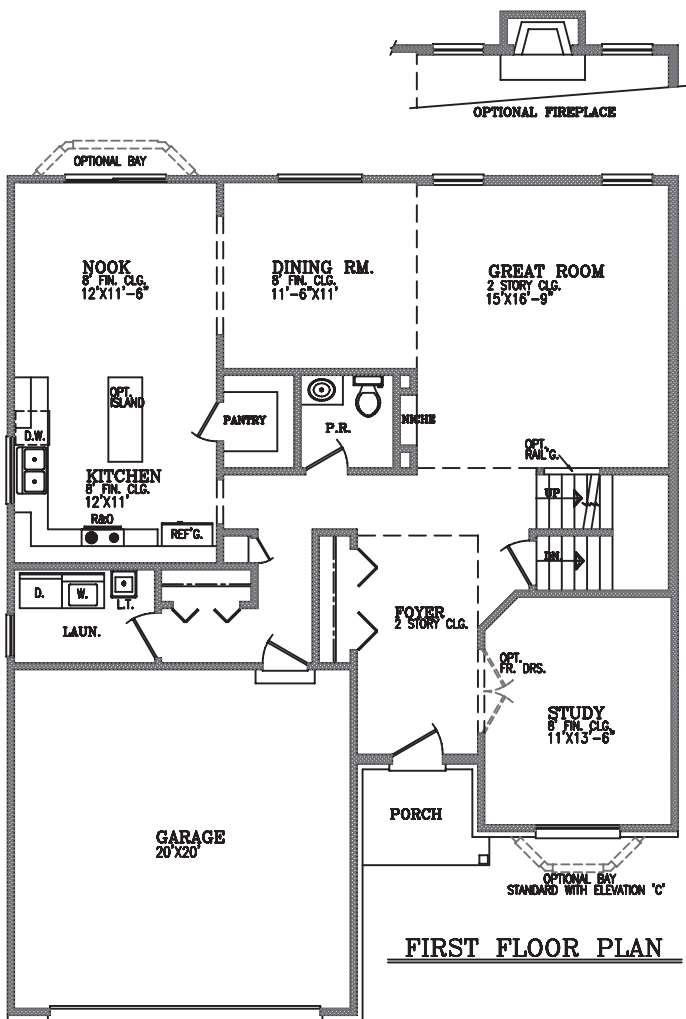 OPTIONAL FIREPLACE
OPTIONAL BAY
NOOK
8' FIN. CLG.
12'X11'-6"
DINING RM.
8' FIN. CLG.
11'-6"X11'
GREAT ROOM
2 STORY CLG.
15'X16'-9"
OPT.
ISLAND
D.W.
PANTRY
P.R.
NICHE
OPT.
RAIL'G.
KITCHEN
8' FIN. CLG.
12'X11'
R&O
REF'G.
UP
DN.
D.
W.
L.T.
LAUN.
FOYER
2 STORY CLG.
OPT.
FR. DRS.
STUDY
8' FIN. CLG.
11'X13'-6"
PORCH
GARAGE
20'X20'
OPTIONAL BAY
STANDARD WITH ELEVATION "C"
FIRST FLOOR PLAN